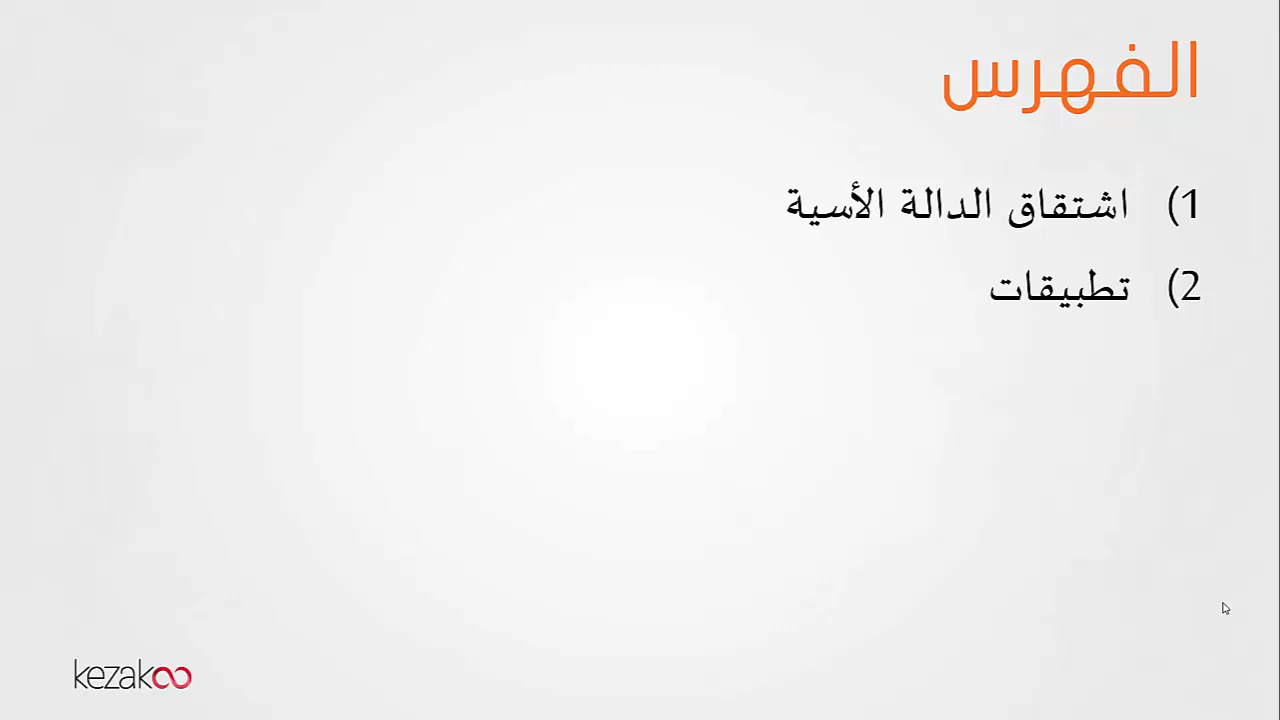 الفهرس
1) اشتقاق الدالة الأسية
2) تطبيقات
kezakoo